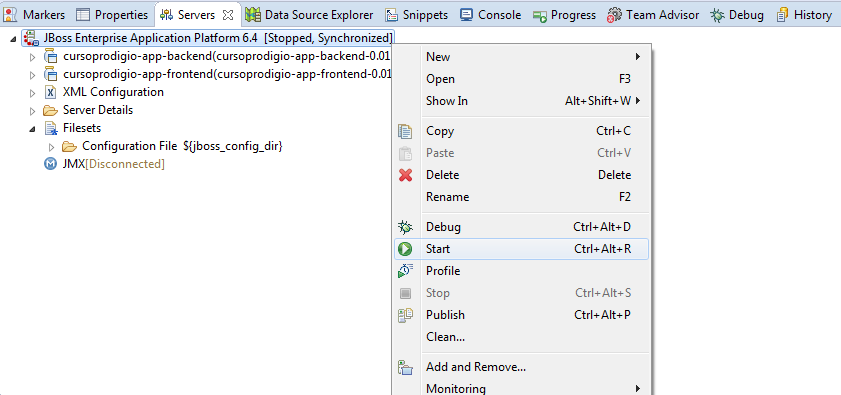 Markers Properties Servers Data Source Explorer Snippets Console Progress Team Advisor Debug History
JBoss Enterprise Application Platform 6.4 [Stopped, Synchronized]
cursoprodigio-app-backend(cursoprodigio-app-backend-0.01
cursoprodigio-app-frontend(cursoprodigio-app-frontend-0.01
XML Configuration
Server Details
Filesets
Configuration File ${jboss_config_dir}
JMX[Disconnected]
New
Open F3
Show In Alt+Shift+W
Copy Ctrl+C
Paste Ctrl+V
Delete Delete
Rename F2
Debug Ctrl+Alt+D
Start Ctrl+Alt+R
Profile
Stop Ctrl+Alt+S
Publish Ctrl+Alt+P
Clean...
Add and Remove...
Monitoring